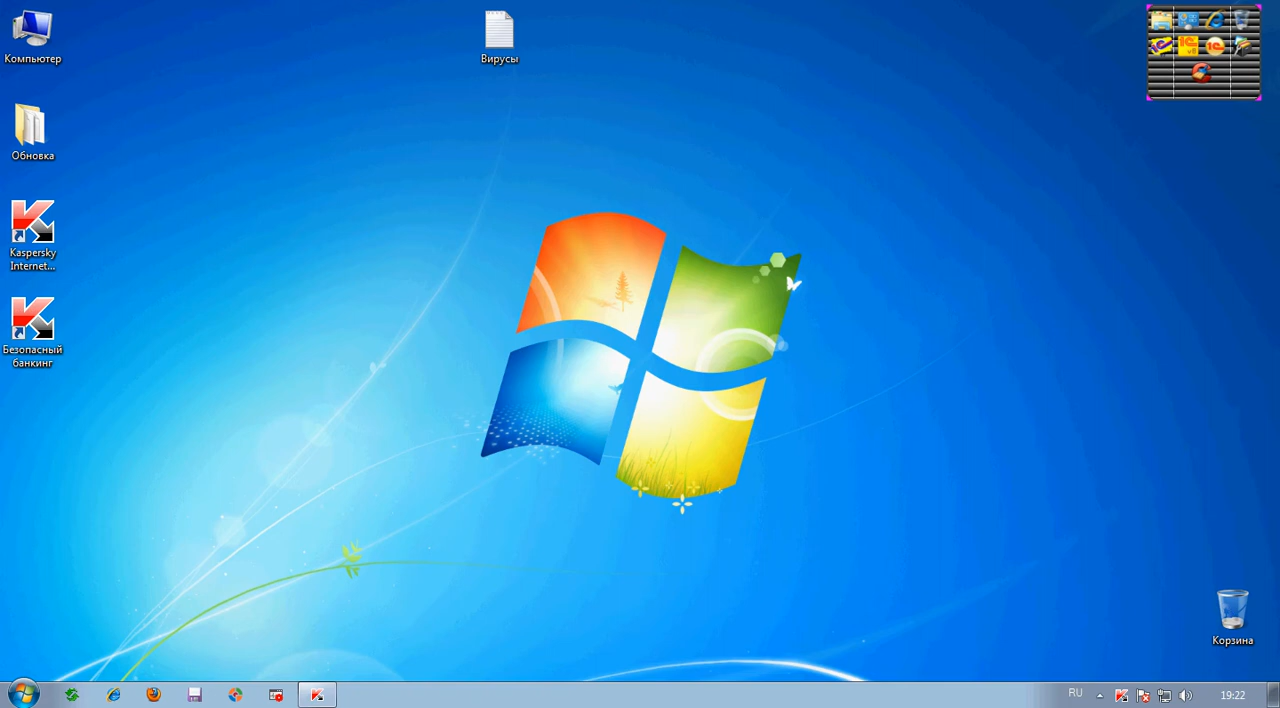 Компьютер
Вирусы
Обновка
Kaspersky
Internet...
Безопасный
банкинг
Корзина
RU
19:22